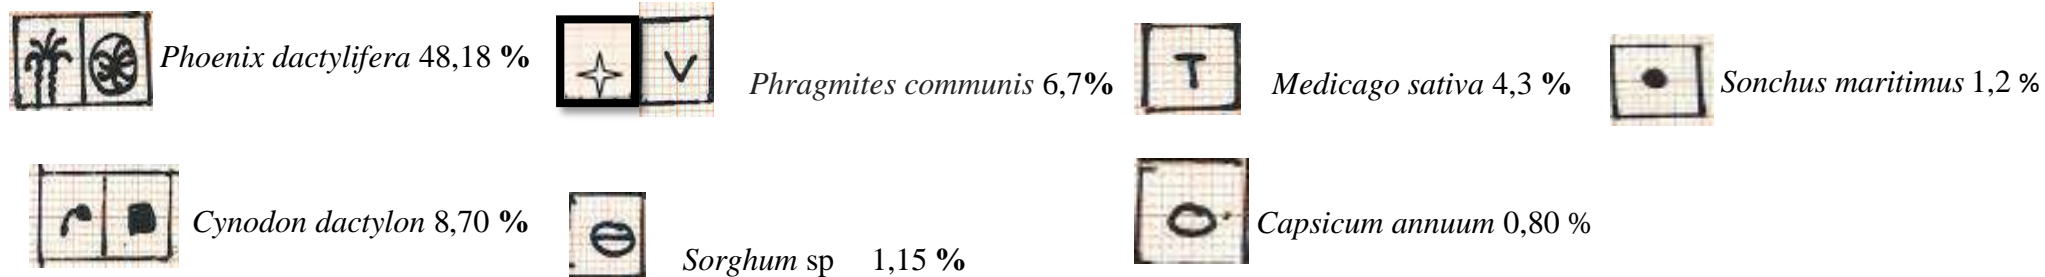 Phoenix dactylifera 48,18 %
Phragmites communis 6,7%
Medicago sativa 4,3 %
Sonchus maritimus 1,2 %
Cynodon dactylon 8,70 %
Sorghum sp 1,15 %
Capsicum annuum 0,80 %